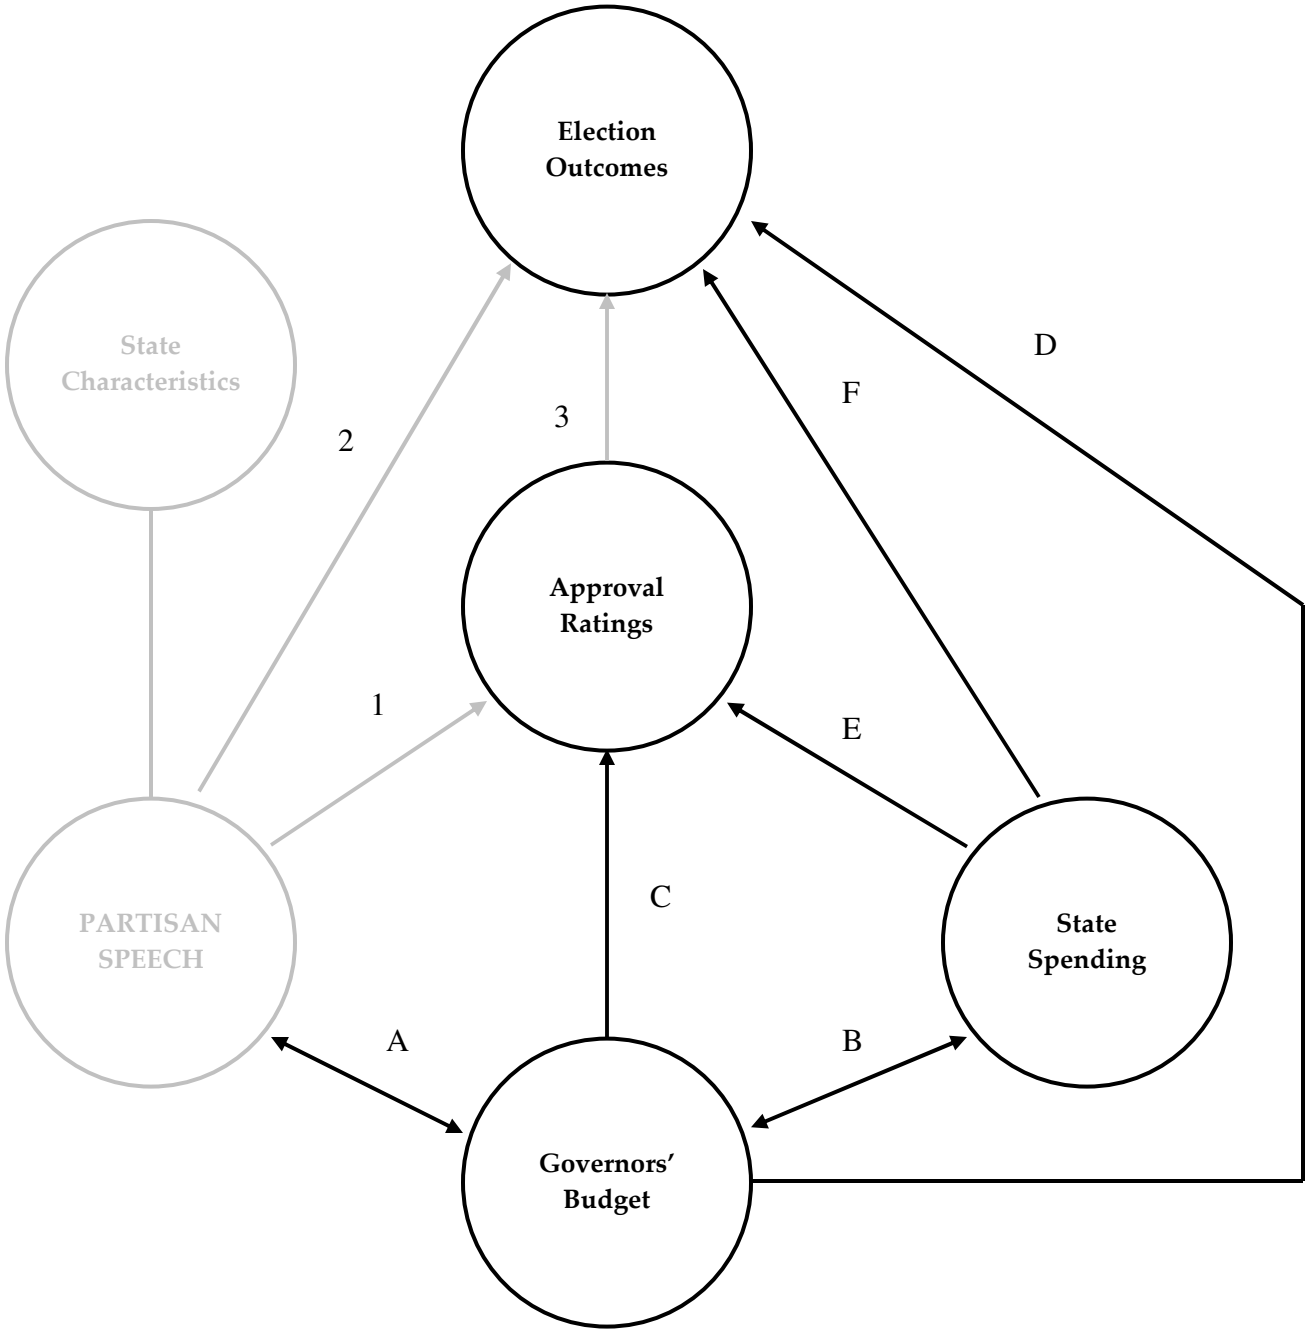 Election
Outcomes
State
Characteristics
D
F
3
2
Approval
Ratings
1
E
C
PARTISAN
SPEECH
State
Spending
A
B
Governors’
Budget